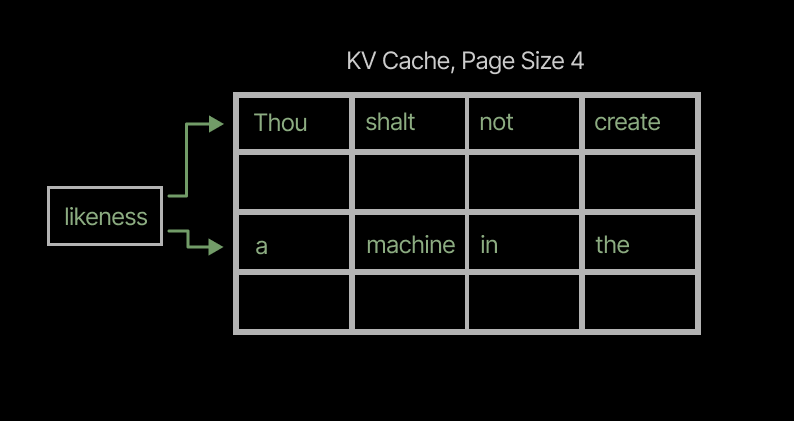 KV Cache, Page Size 4
Thou shalt not create
likeness
a machine in the